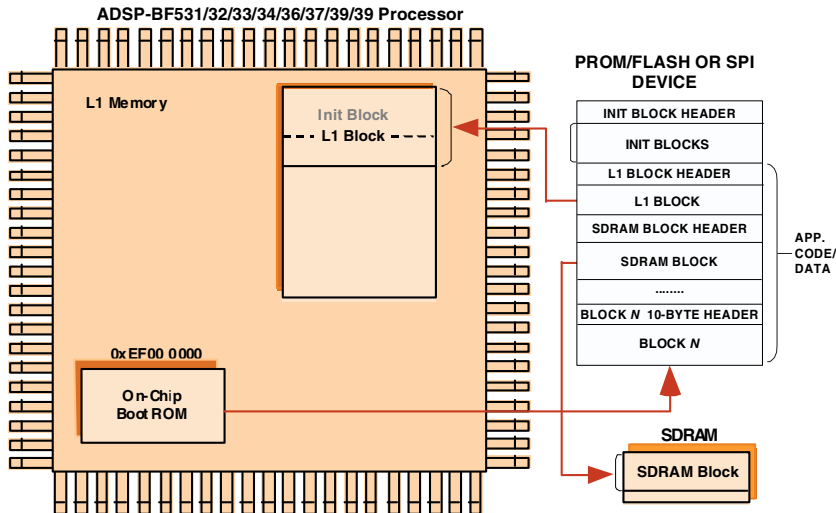 ADSP-BF531/32/33/34/36/37/39/39 Processor
L1 Memory
Init Block
L1 Block
0xEF00 0000
On-Chip
Boot ROM
PROM/FLASH OR SPI
DEVICE
INIT BLOCK HEADER
INIT BLOCKS
L1 BLOCK HEADER
L1 BLOCK
SDRAM BLOCK HEADER
SDRAM BLOCK
........
BLOCK N 10-BYTE HEADER
BLOCK N
APP.
CODE/
DATA
SDRAM
SDRAM Block